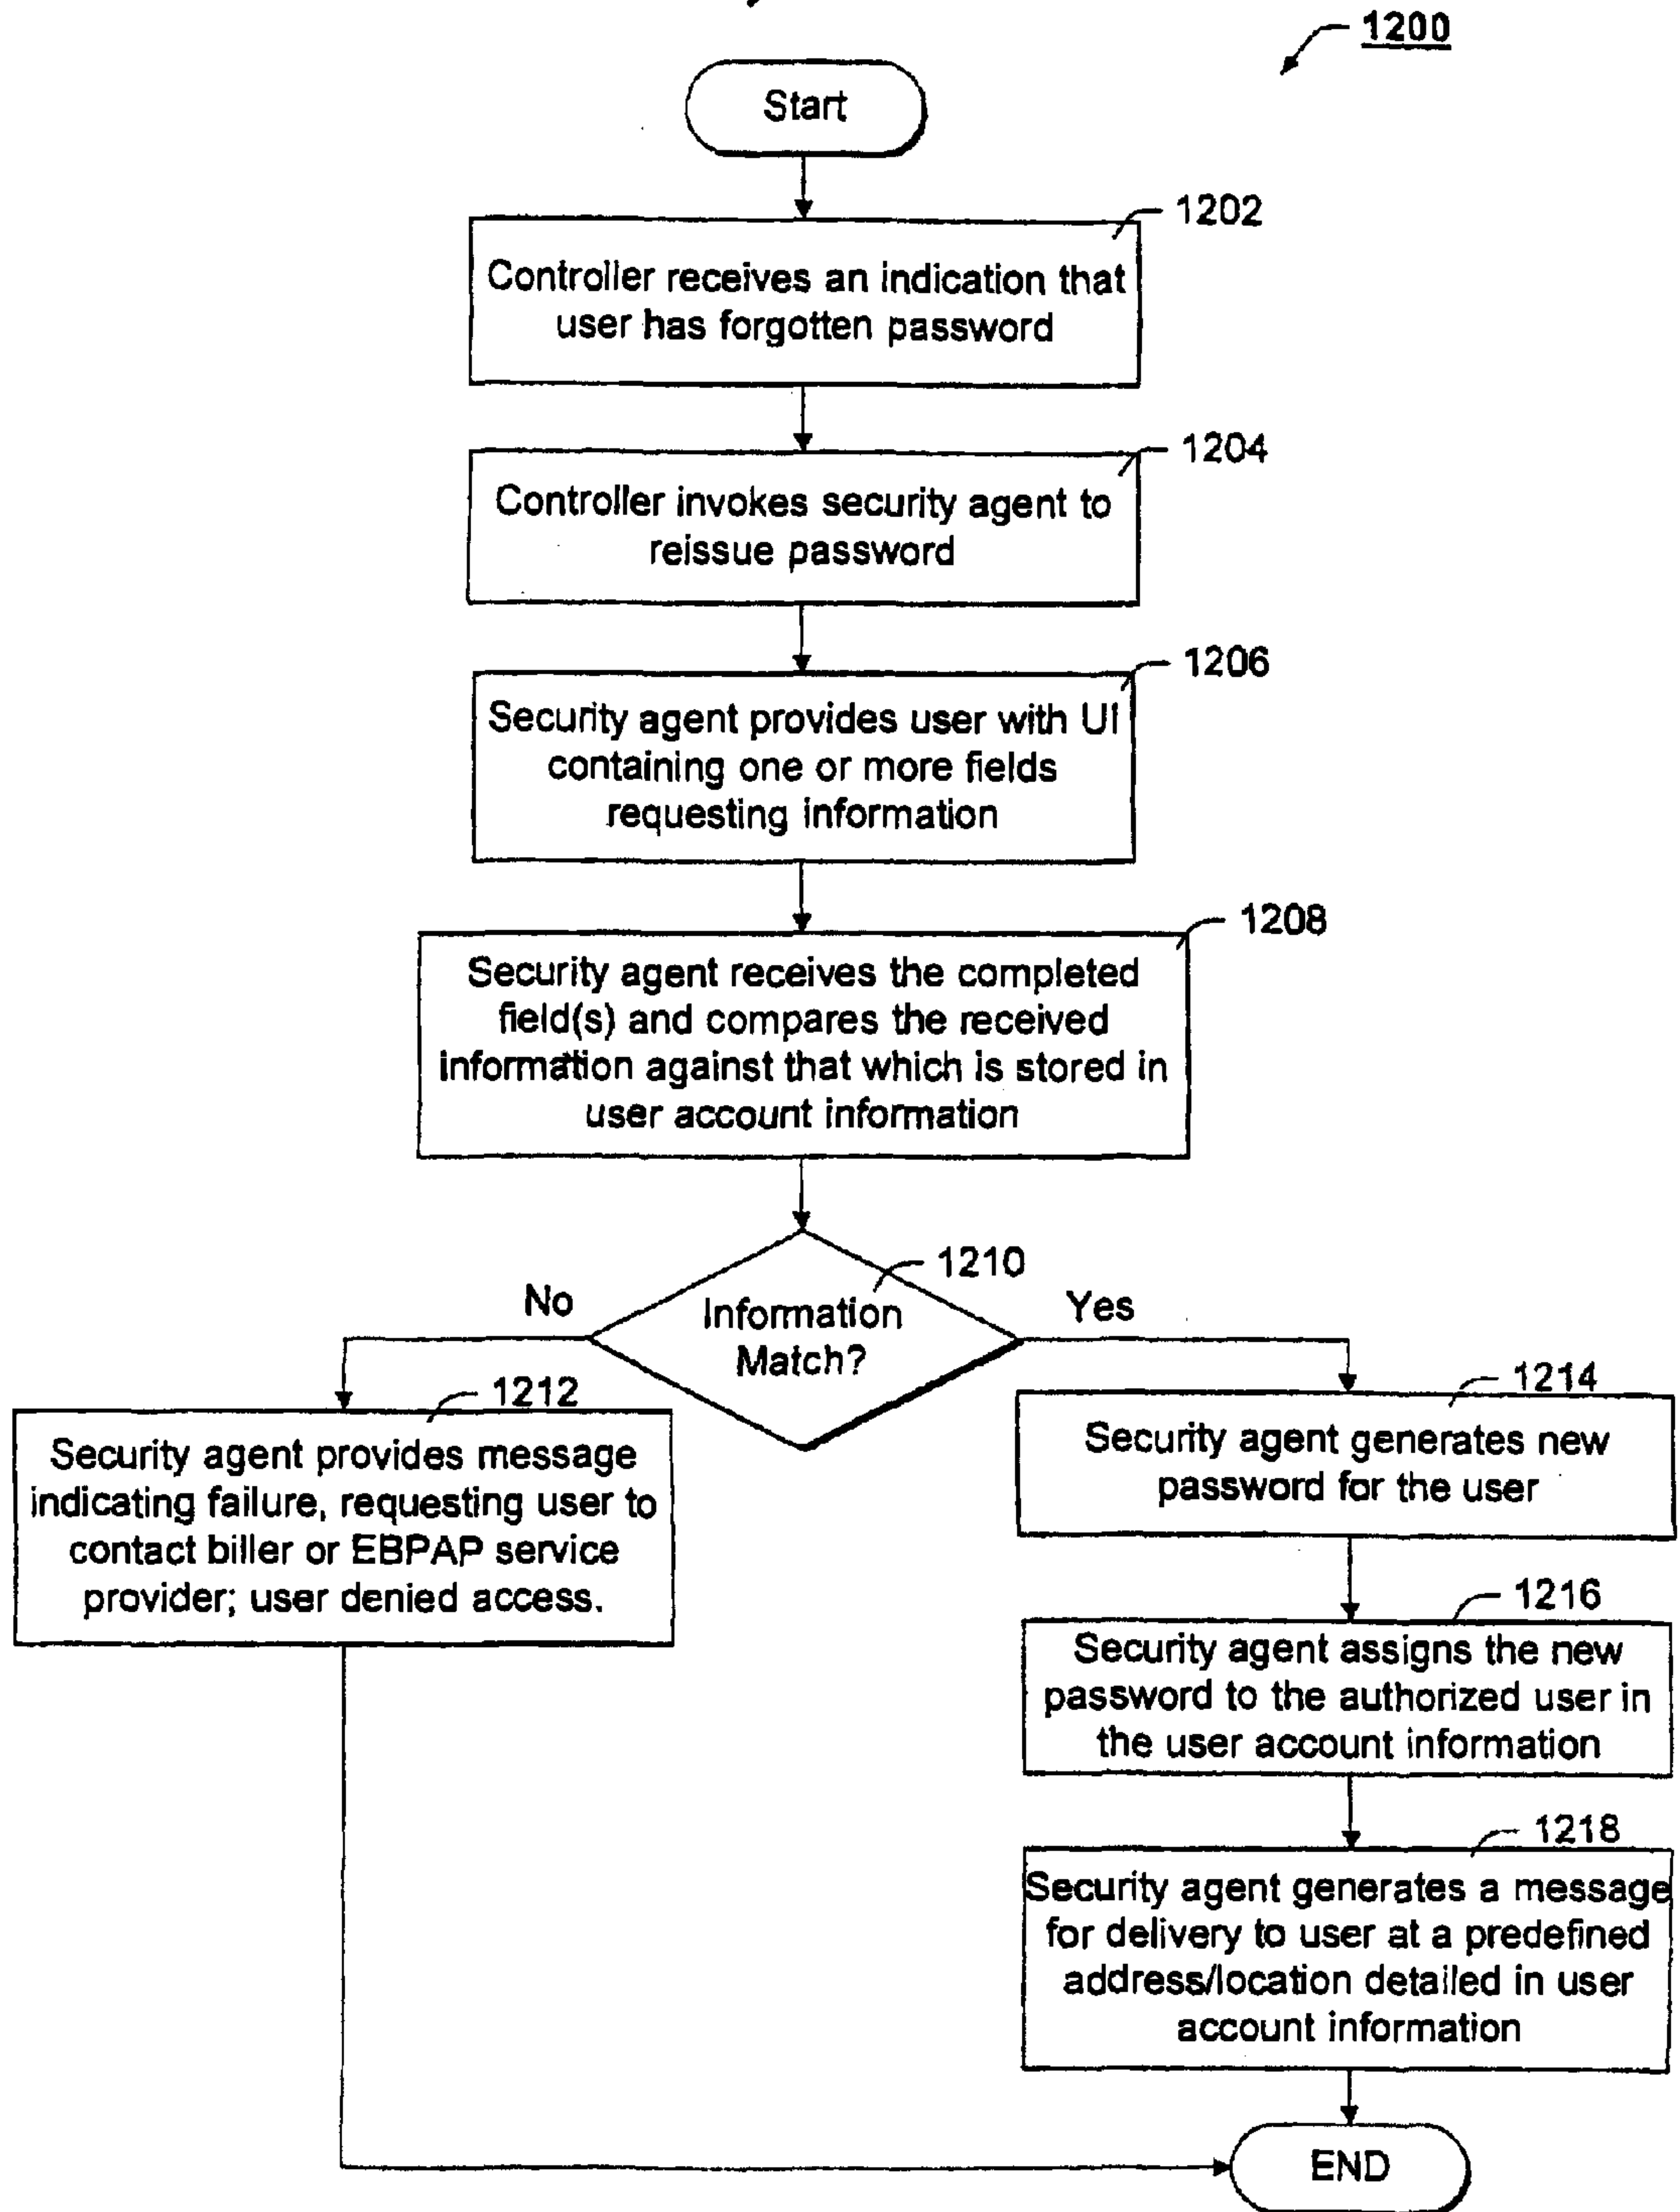 1200
Start
1202
Controller receives an indication that
user has forgotten password
1204
Controller invokes security agent to
reissue password
1206
Security agent provides user with UI
containing one or more fields
requesting information
1208
Security agent receives the completed
field(s) and compares the received
information against that which is stored in
user account information
1210
Information
Match?
No
Yes
1212
Security agent provides message
indicating failure, requesting user to
contact biller or EBPAP service
provider; user denied access.
1214
Security agent generates new
password for the user
1216
Security agent assigns the new
password to the authorized user in
the user account information
1218
Security agent generates a message
for delivery to user at a predefined
address/location detailed in user
account information
END